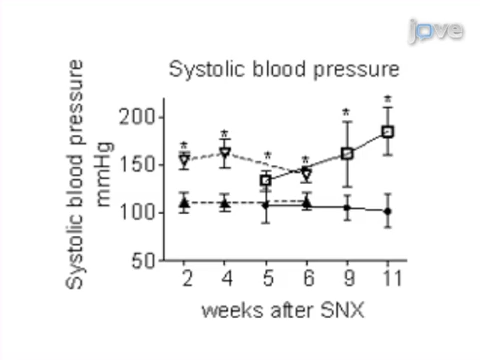 jove
Systolic blood pressure
Systolic blood pressure
mmHg
200
150
100
50
* * * * * *
2 4 5 6 9 11
weeks after SNX